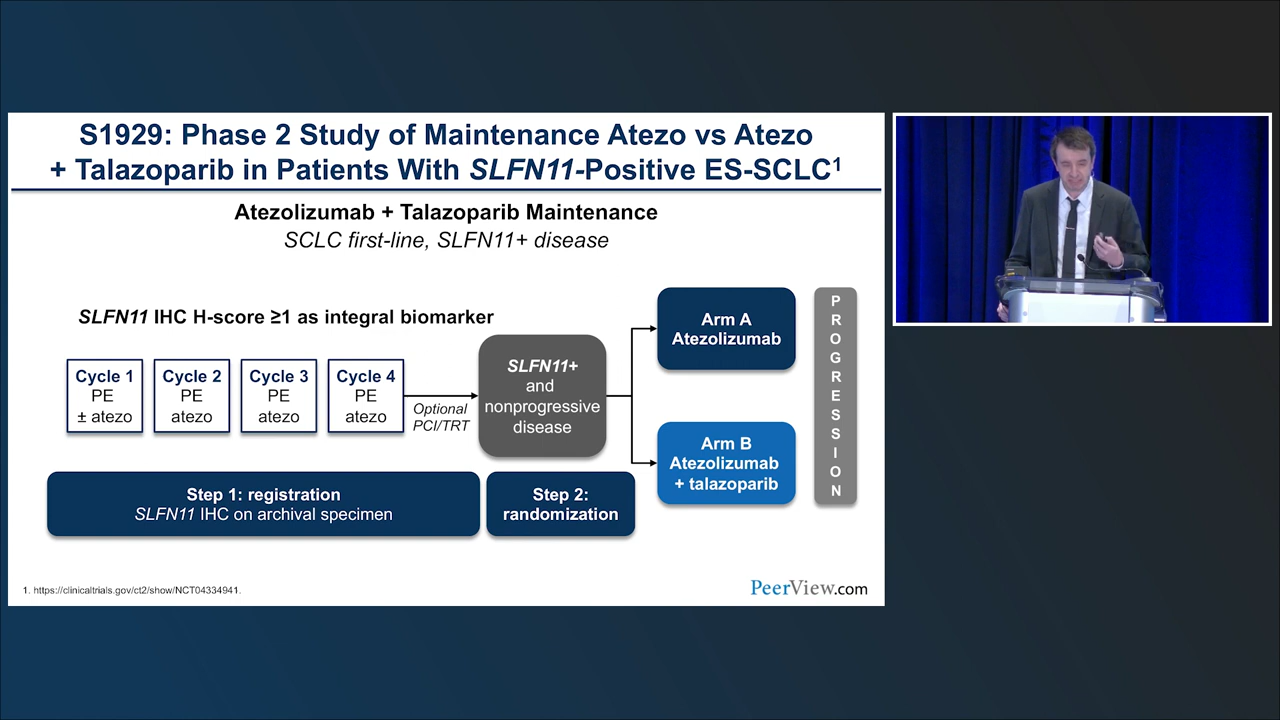 S1929: Phase 2 Study of Maintenance Atezo vs Atezo
+ Talazoparib in Patients With SLFN11-Positive ES-SCLC1
Atezolizumab + Talazoparib Maintenance
SCLC first-line, SLFN11+ disease
SLFN11 IHC H-score ≥1 as integral biomarker
Cycle 1
PE
± atezo
Cycle 2
PE
atezo
Cycle 3
PE
atezo
Cycle 4
PE
atezo
Optional
PCI/TRT
SLFN11+
and
nonprogressive
disease
Arm A
Atezolizumab
Arm B
Atezolizumab
+ talazoparib
PROGRESSION
Step 1: registration
SLFN11 IHC on archival specimen
Step 2:
randomization
1. https://clinicaltrials.gov/ct2/show/NCT04334941.
PeerView.com